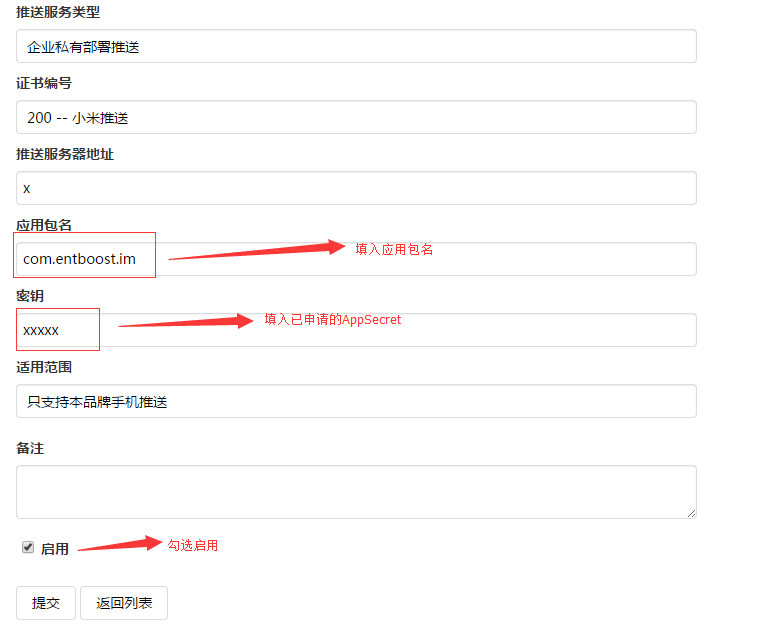 推送服务类型
企业私有部署推送
证书编号
200 -- 小米推送
推送服务器地址
x
应用包名
com.entboost.im
填入应用包名
密钥
xxxxx
填入已申请的AppSecret
适用范围
只支持本品牌手机推送
备注
启用
勾选启用
提交 返回列表